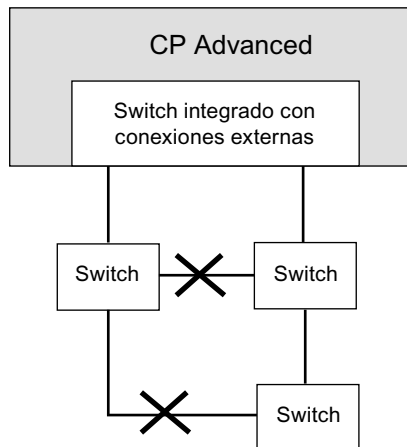 CP Advanced
Switch integrado con
conexiones externas
Switch
Switch
Switch